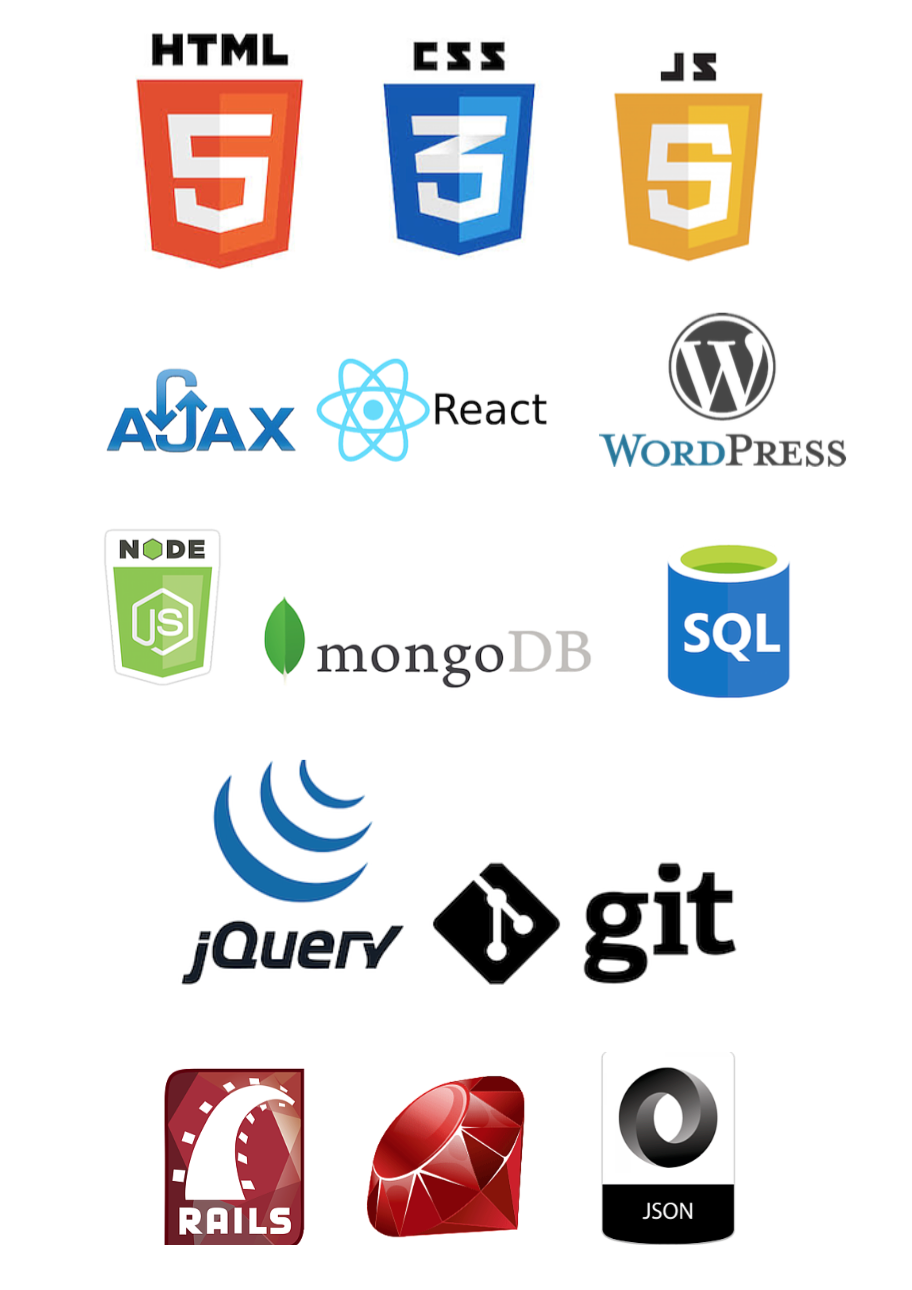 HTML
5
CSS
3
JS
5
AJAX
React
W
WORDPRESS
NODE
JS
mongoDB
SQL
jQuery
git
RAILS
JSON